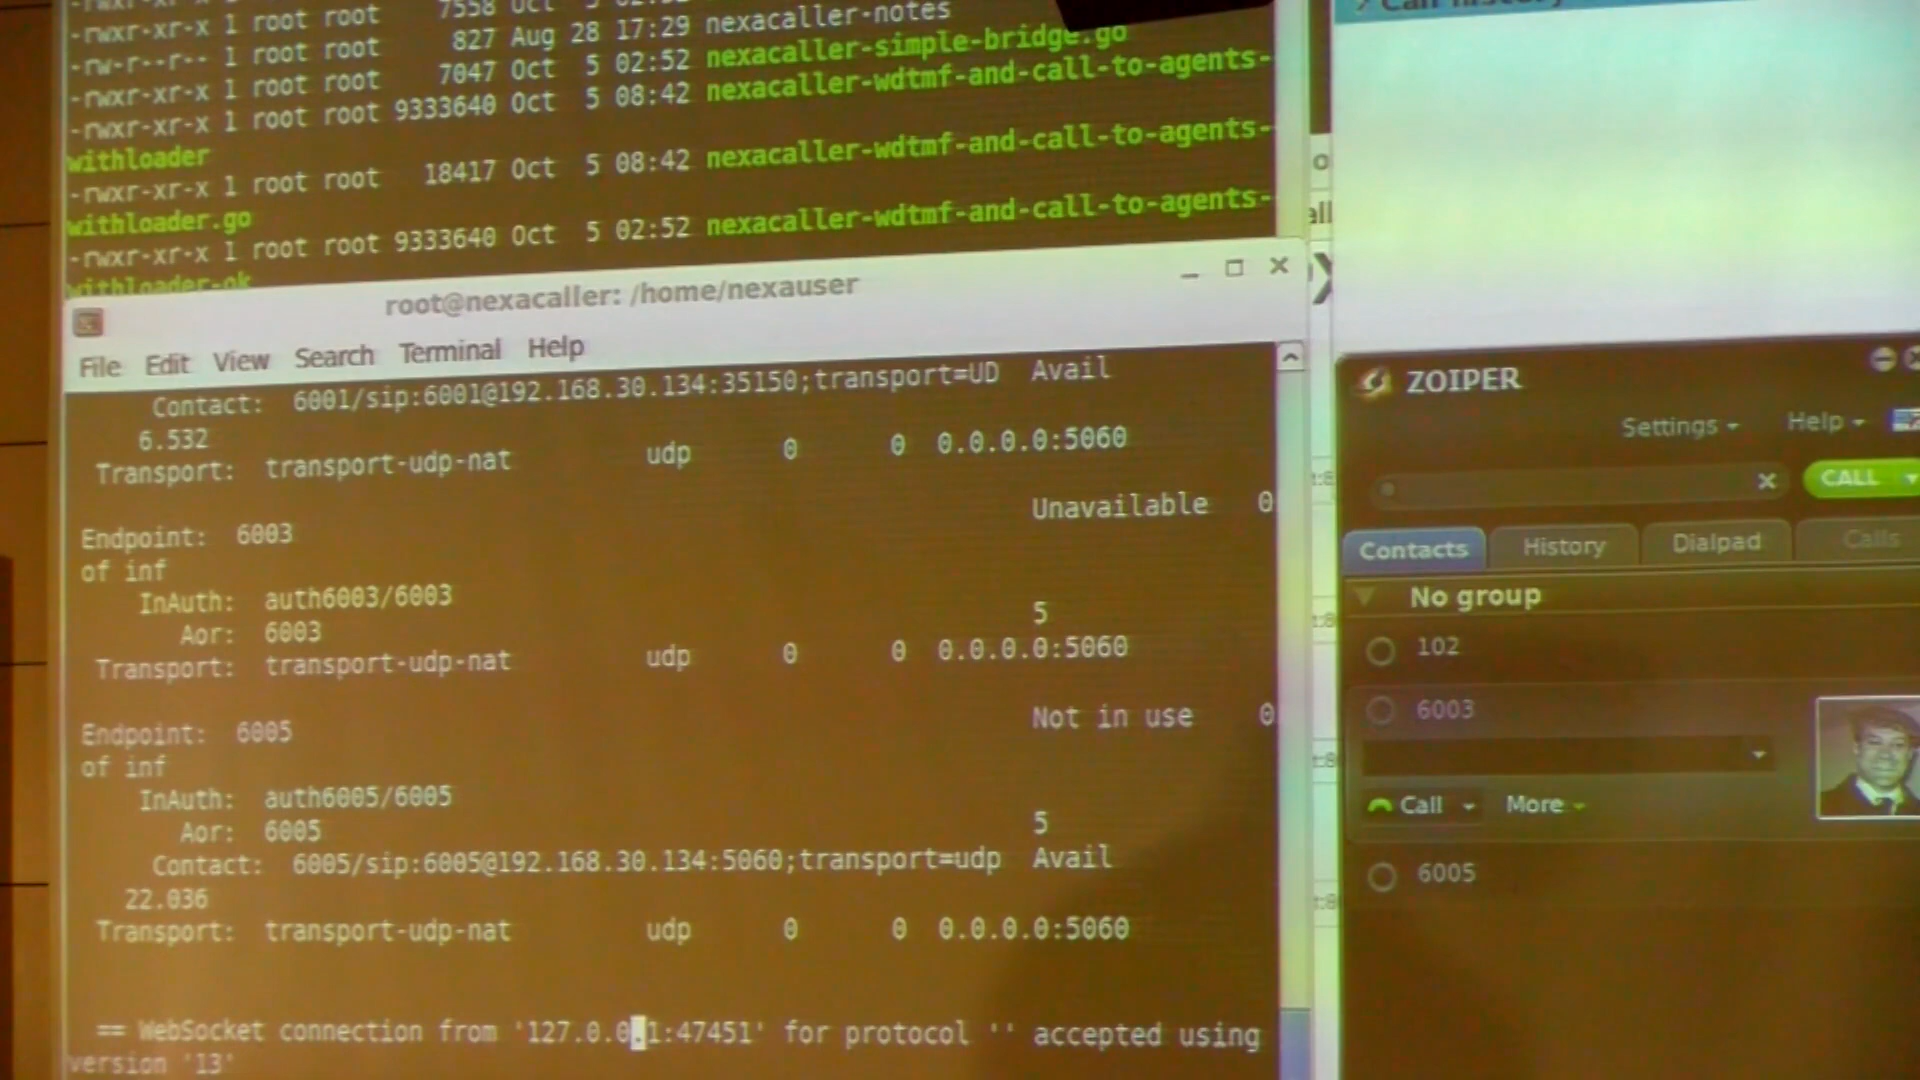 -rwxr-xr-x 1 root root 7558 Oct 5
-rw-r--r-- 1 root root 827 Aug 28 17:29 nexacaller-notes
-rwxr-xr-x 1 root root 7047 Oct 5 02:52 nexacaller-simple-bridge.go
-rwxr-xr-x 1 root root 9333640 Oct 5 08:42 nexacaller-wdtmf-and-call-to-agents-
withloader
-rwxr-xr-x 1 root root 18417 Oct 5 08:42 nexacaller-wdtmf-and-call-to-agents-
withloader.go
-rwxr-xr-x 1 root root 9333640 Oct 5 02:52 nexacaller-wdtmf-and-call-to-agents-
withloader-ok
root@nexacaller: /home/nexauser
File Edit View Search Terminal Help
Contact: 6001/sip:6001@192.168.30.134:35150;transport=UD Avail
6.532
Transport: transport-udp-nat udp 0 0 0.0.0.0:5060
Endpoint: 6003 Unavailable 0
of inf
InAuth: auth6003/6003
Aor: 6003 5
Transport: transport-udp-nat udp 0 0 0.0.0.0:5060
Endpoint: 6005 Not in use 0
of inf
InAuth: auth6005/6005
Aor: 6005 5
Contact: 6005/sip:6005@192.168.30.134:5060;transport=udp Avail
22.036
Transport: transport-udp-nat udp 0 0 0.0.0.0:5060
== WebSocket connection from '127.0.0.1:47451' for protocol '' accepted using
version '13'
Call history
ZOIPER
Settings Help
CALL
Contacts History Dialpad Calls
No group
102
6003
Call More
6005